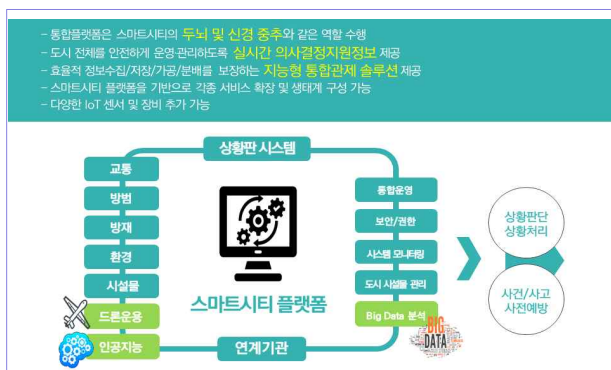 - 통합플랫폼은 스마트시티의 두뇌 및 신경 중추와 같은 역할 수행
- 도시 전체를 안전하게 운영·관리하도록 실시간 의사결정지원정보 제공
- 효율적 정보수집/저장/가공/분배를 보장하는 지능형 통합관제 솔루션 제공
- 스마트시티 플랫폼을 기반으로 각종 서비스 확장 및 생태계 구성 가능
- 다양한 IoT 센서 및 장비 추가 가능
상황판 시스템
교통
방범
방재
환경
시설물
드론운용
인공지능
스마트시티 플랫폼
연계기관
통합운영
보안/권한
시스템 모니터링
도시 시설물 관리
Big Data 분석
BIG
DATA
상황판단
상황처리
사건/사고
사전예방